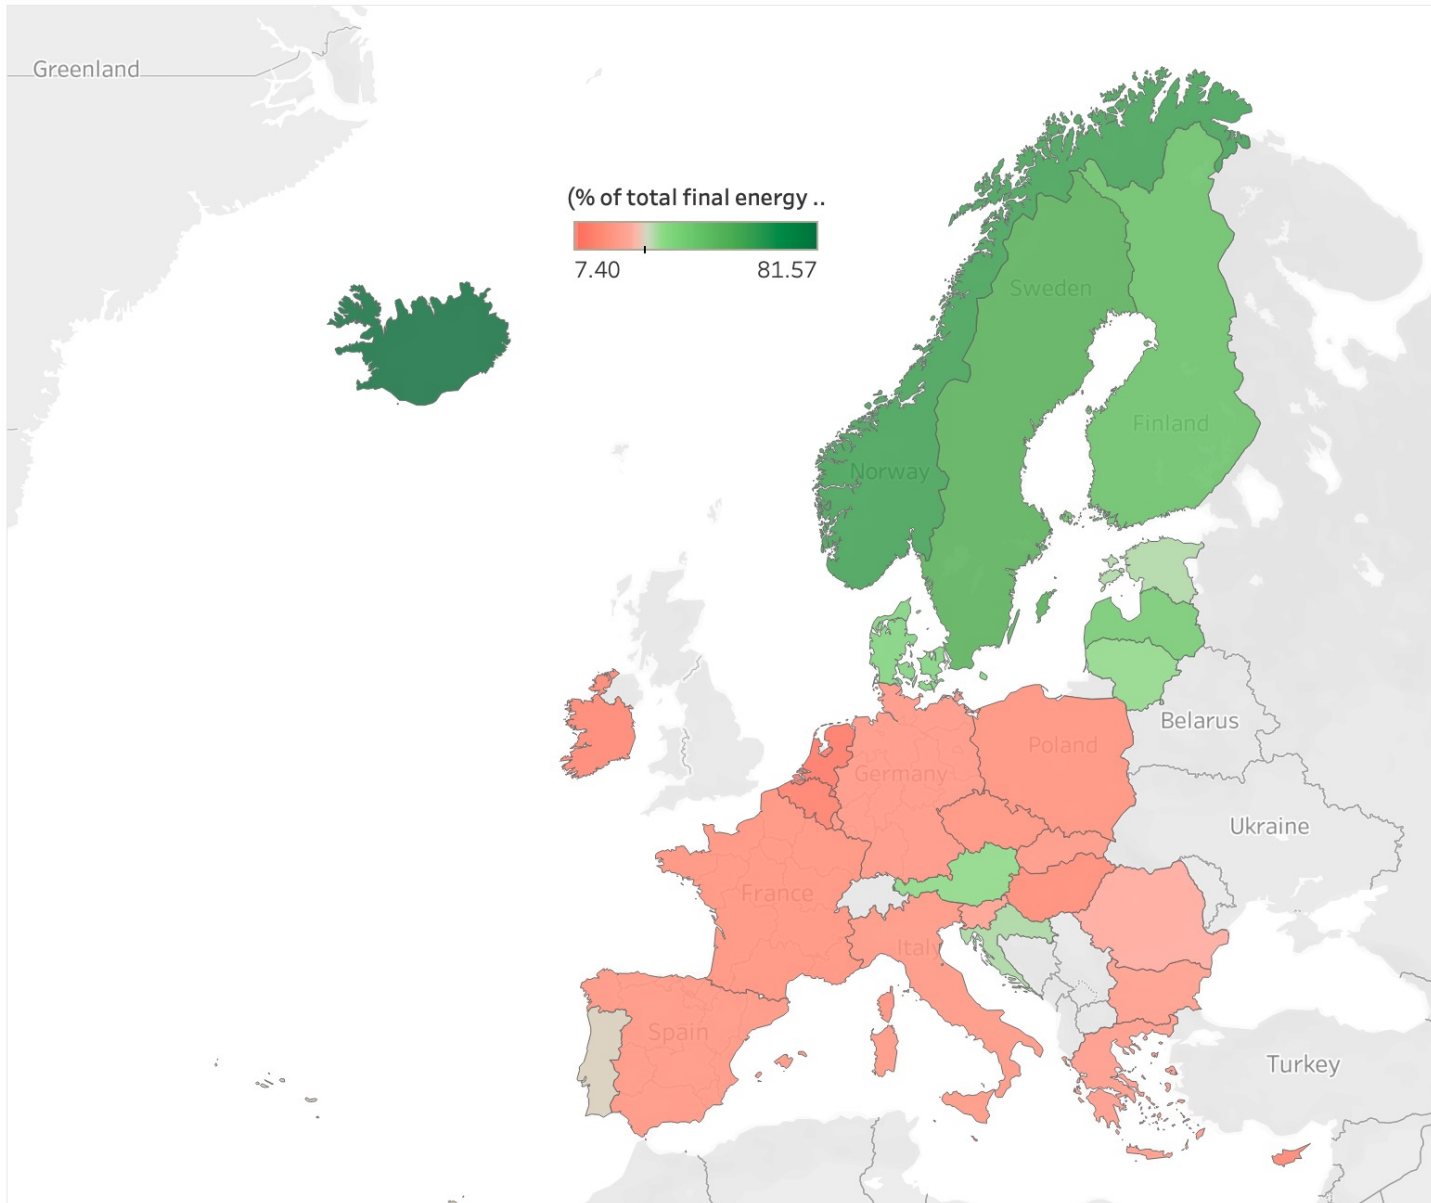 Greenland
(% of total final energy ..
7.40 81.57
Sweden
Finland
Norway
Belarus
Poland
Germany
Ukraine
France
Italy
Spain
Turkey